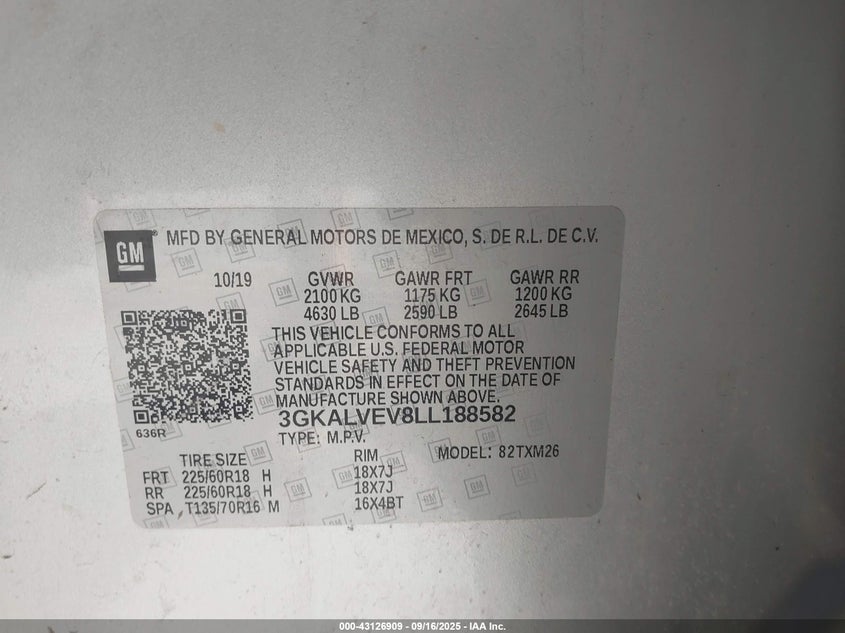 GM
MFD BY GENERAL MOTORS DE MEXICO, S. DE R.L. DE C.V.
10/19 GVWR GAWR FRT GAWR RR
2100 KG 1175 KG 1200 KG
4630 LB 2590 LB 2645 LB
THIS VEHICLE CONFORMS TO ALL
APPLICABLE U.S. FEDERAL MOTOR
VEHICLE SAFETY AND THEFT PREVENTION
STANDARDS IN EFFECT ON THE DATE OF
MANUFACTURE SHOWN ABOVE.
3GKALVEV8LL188582
636R
TYPE: M.P.V.
TIRE SIZE RIM MODEL: 82TXM26
FRT 225/60R18 H 18X7J
RR 225/60R18 H 18X7J
SPA T135/70R16 M 16X4BT
000-43126909 - 09/16/2025 - IAA Inc.